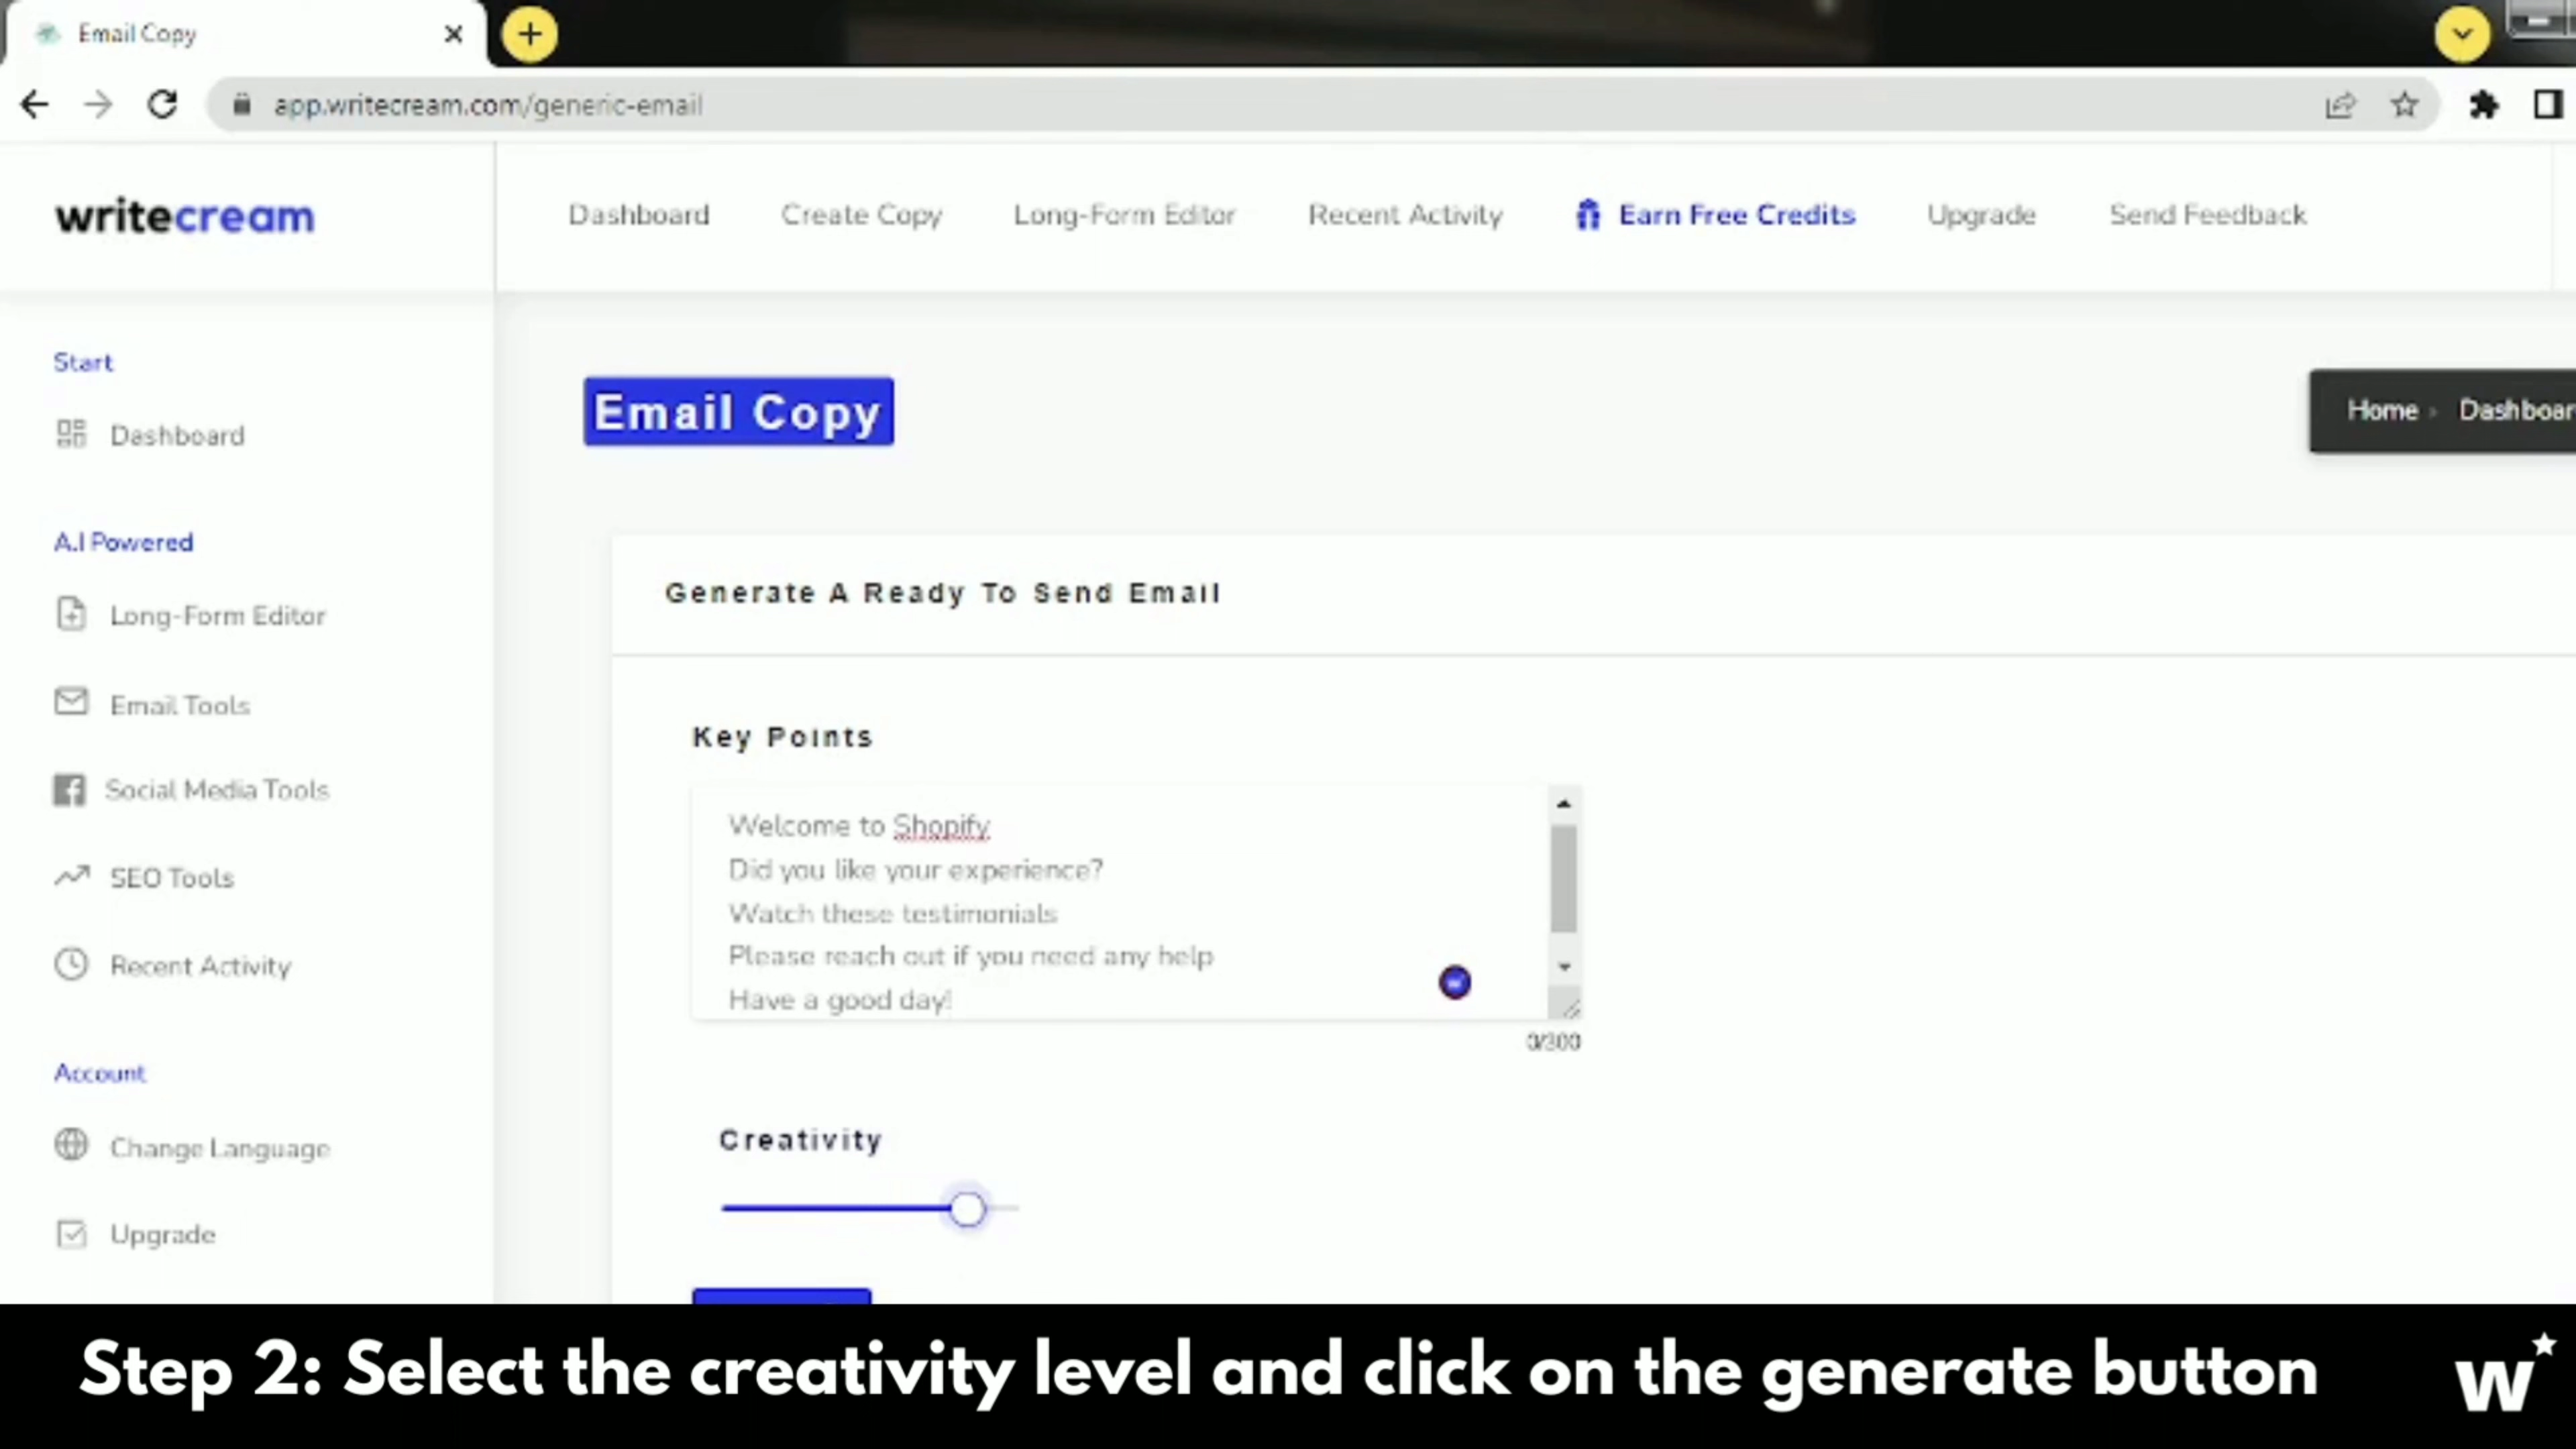 Email Copy
app.writecream.com/generic-email
writecream
Dashboard Create Copy Long-Form Editor Recent Activity Earn Free Credits Upgrade Send Feedback
Start
Dashboard
A.I Powered
Long-Form Editor
Email Tools
Social Media Tools
SEO Tools
Recent Activity
Account
Change Language
Upgrade
Email Copy
Home Dashboar
Generate A Ready To Send Email
Key Points
Welcome to Shopify
Did you like your experience?
Watch these testimonials
Please reach out if you need any help
Have a good day!
0/300
Creativity
Step 2: Select the creativity level and click on the generate button
w